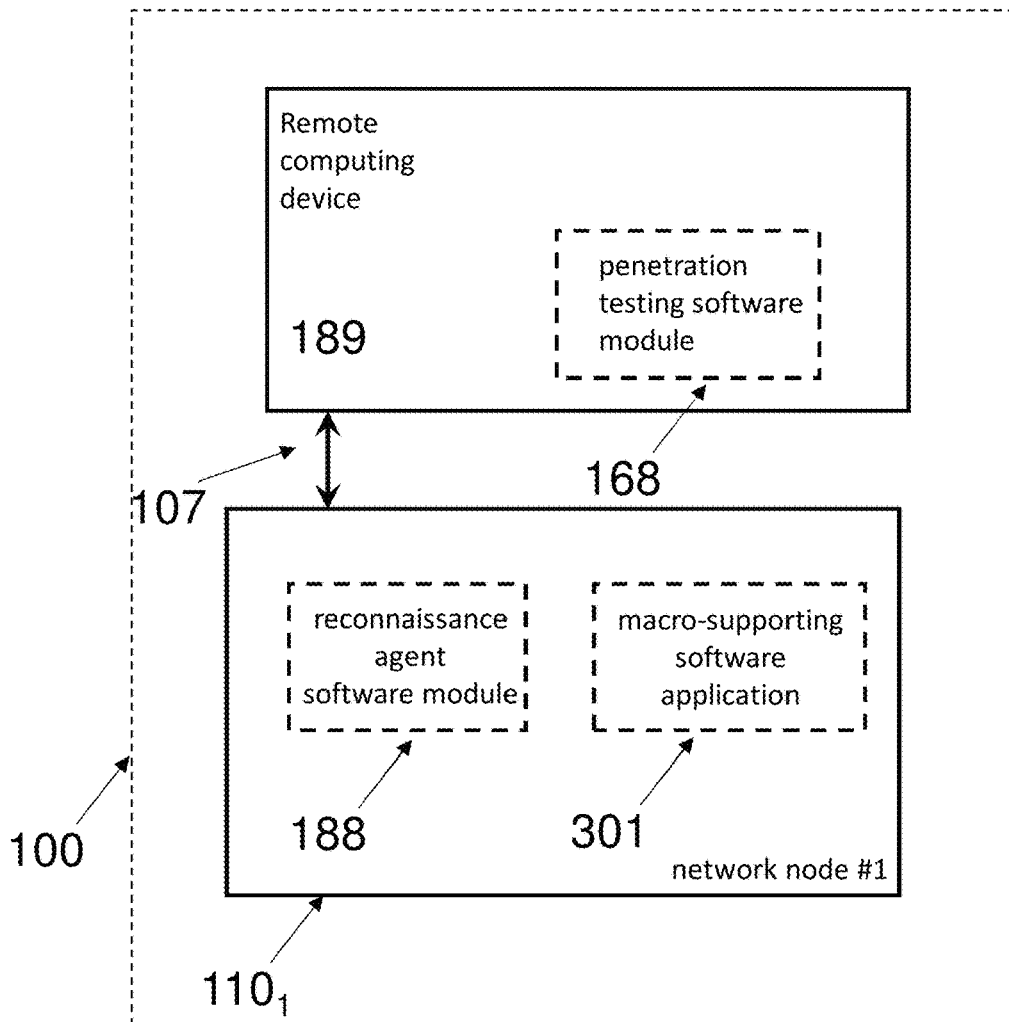 Remote
computing
device
penetration
testing software
module
189
107
168
reconnaissance
agent
software module
macro-supporting
software
application
188
301
100
network node #1
110₁